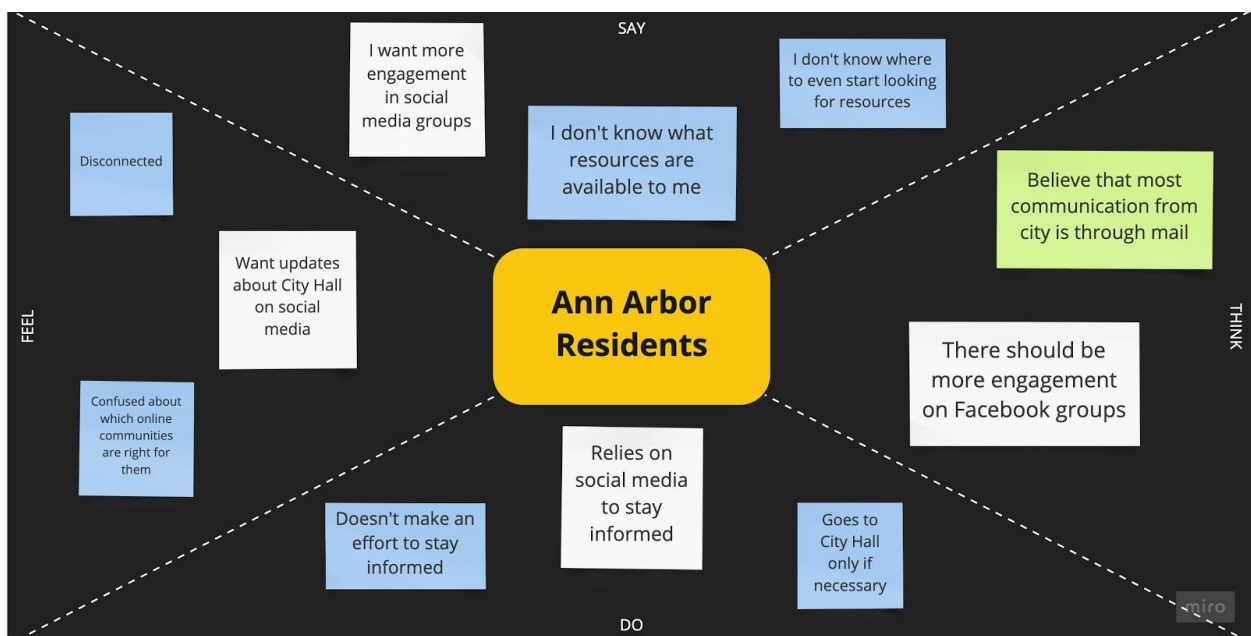 SAY
I want more
engagement
in social
media groups
I don't know what
resources are
available to me
I don't know where
to even start looking
for resources
Disconnected
Want updates
about City Hall
on social
media
Confused about
which online
communities
are right for
them
FEEL
Ann Arbor
Residents
Believe that most
communication from
city is through mail
There should be
more engagement
on Facebook groups
THINK
Doesn't make an
effort to stay
informed
Relies on
social media
to stay
informed
Goes to
City Hall
only if
necessary
DO
miro